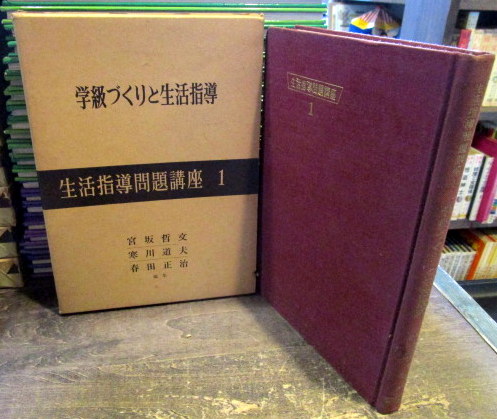 学級づくりと生活指導
生活指導問題講座 1
宮坂哲文
寒川道夫
春田正治
生活指導問題講座
1